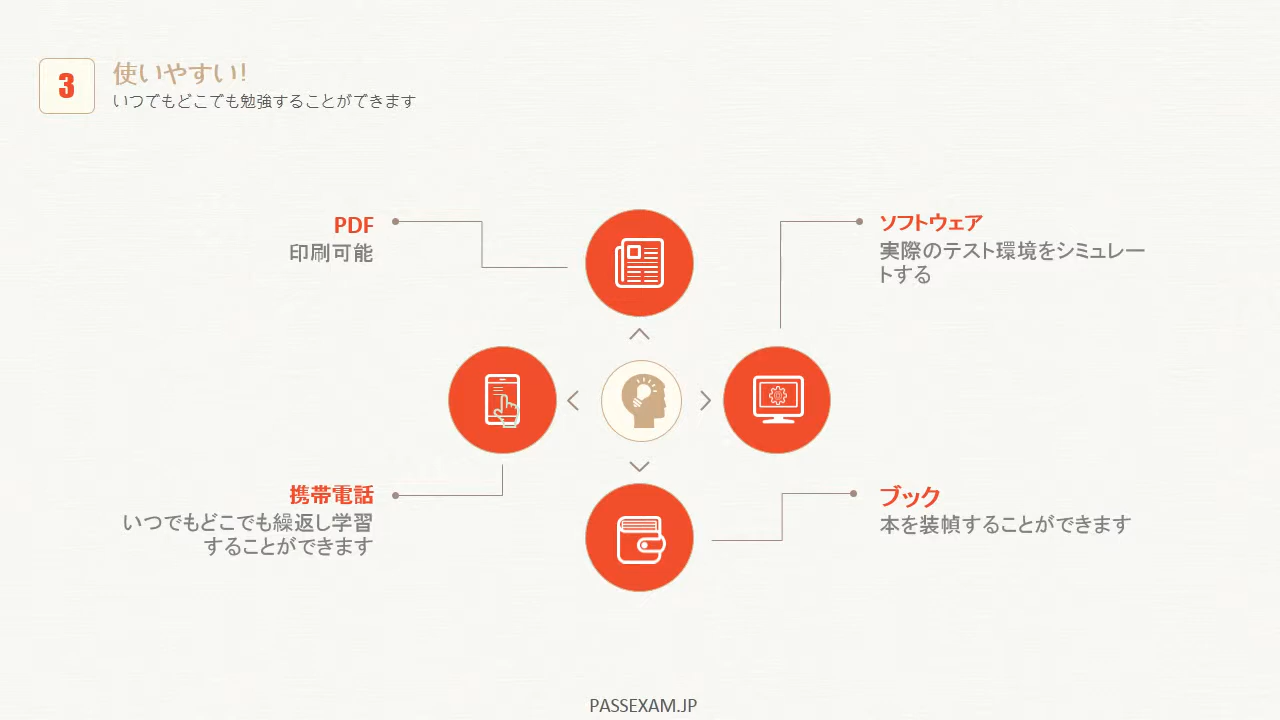 3
使いやすい!
いつでもどこでも勉強することができます
PDF
印刷可能
ソフトウェア
実際のテスト環境をシミュレー
トする
携帯電話
いつでもどこでも繰返し学習
することができます
ブック
本を装幀することができます
PASSEXAM.JP